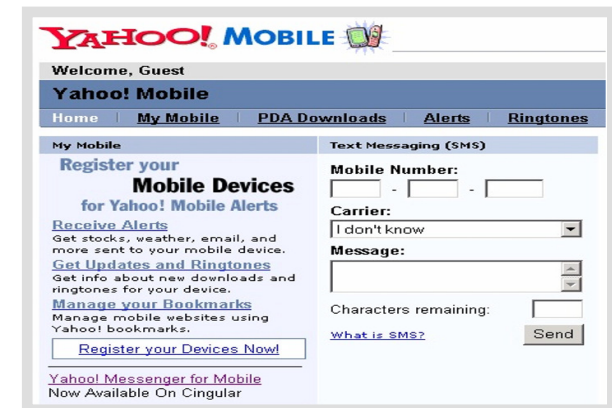 YAHOO! MOBILE
Welcome, Guest
Yahoo! Mobile
Home | My Mobile | PDA Downloads | Alerts | Ringtones
My Mobile
Register your
Mobile Devices
for Yahoo! Mobile Alerts
Receive Alerts
Get stocks, weather, email, and
more sent to your mobile device.
Get Updates and Ringtones
Get info about new downloads and
ringtones for your device.
Manage your Bookmarks
Manage mobile websites using
Yahoo! bookmarks.
Register your Devices Now!
Yahoo! Messenger for Mobile
Now Available On Cingular
Text Messaging (SMS)
Mobile Number:
- -
Carrier:
I don't know
Message:
Characters remaining:
What is SMS? Send